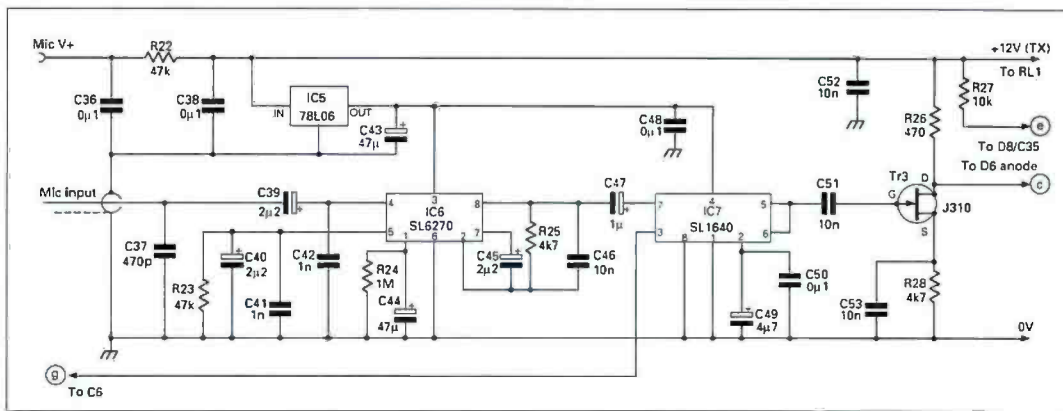 Mic V+
R22
47k
C36
0µ1
C38
0µ1
IC5
78L06
IN
OUT
C43
47µ
+
C48
0µ1
C52
10n
+12V (TX)
To RL1
R27
10k
R26
470
e
To D8/C35
To D6 anode
c
Mic input
C39
2µ2
+
C37
470p
R23
47k
C40
2µ2
+
C41
1n
C42
1n
R24
1M
C44
47µ
+
4
3
8
IC6
SL6270
5
1
6
2
7
C45
2µ2
+
R25
4k7
C46
10n
C47
1µ
+
7
4
5
IC7
SL1640
3
8
1
2
6
C49
4µ7
+
C50
0µ1
C51
10n
Tr3
D
G
S
J310
C53
10n
R28
4k7
0V
g
To C6